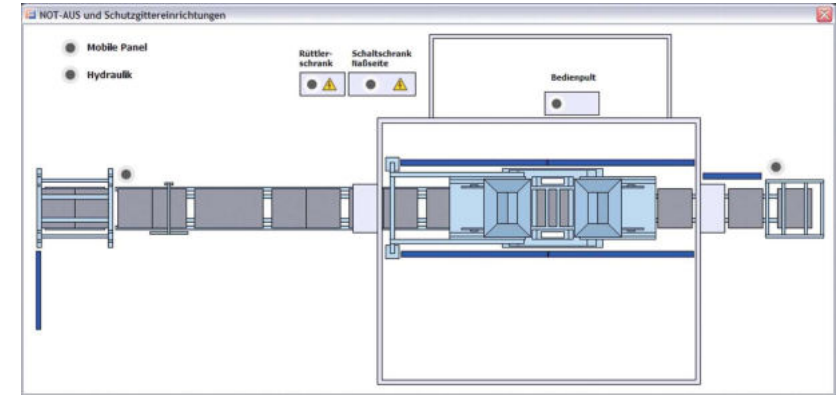 NOT-AUS und Schutzgittereinrichtungen
Mobile Panel
Hydraulik
Rüttler-
schrank
Schaltschrank
Naßseite
Bedienpult